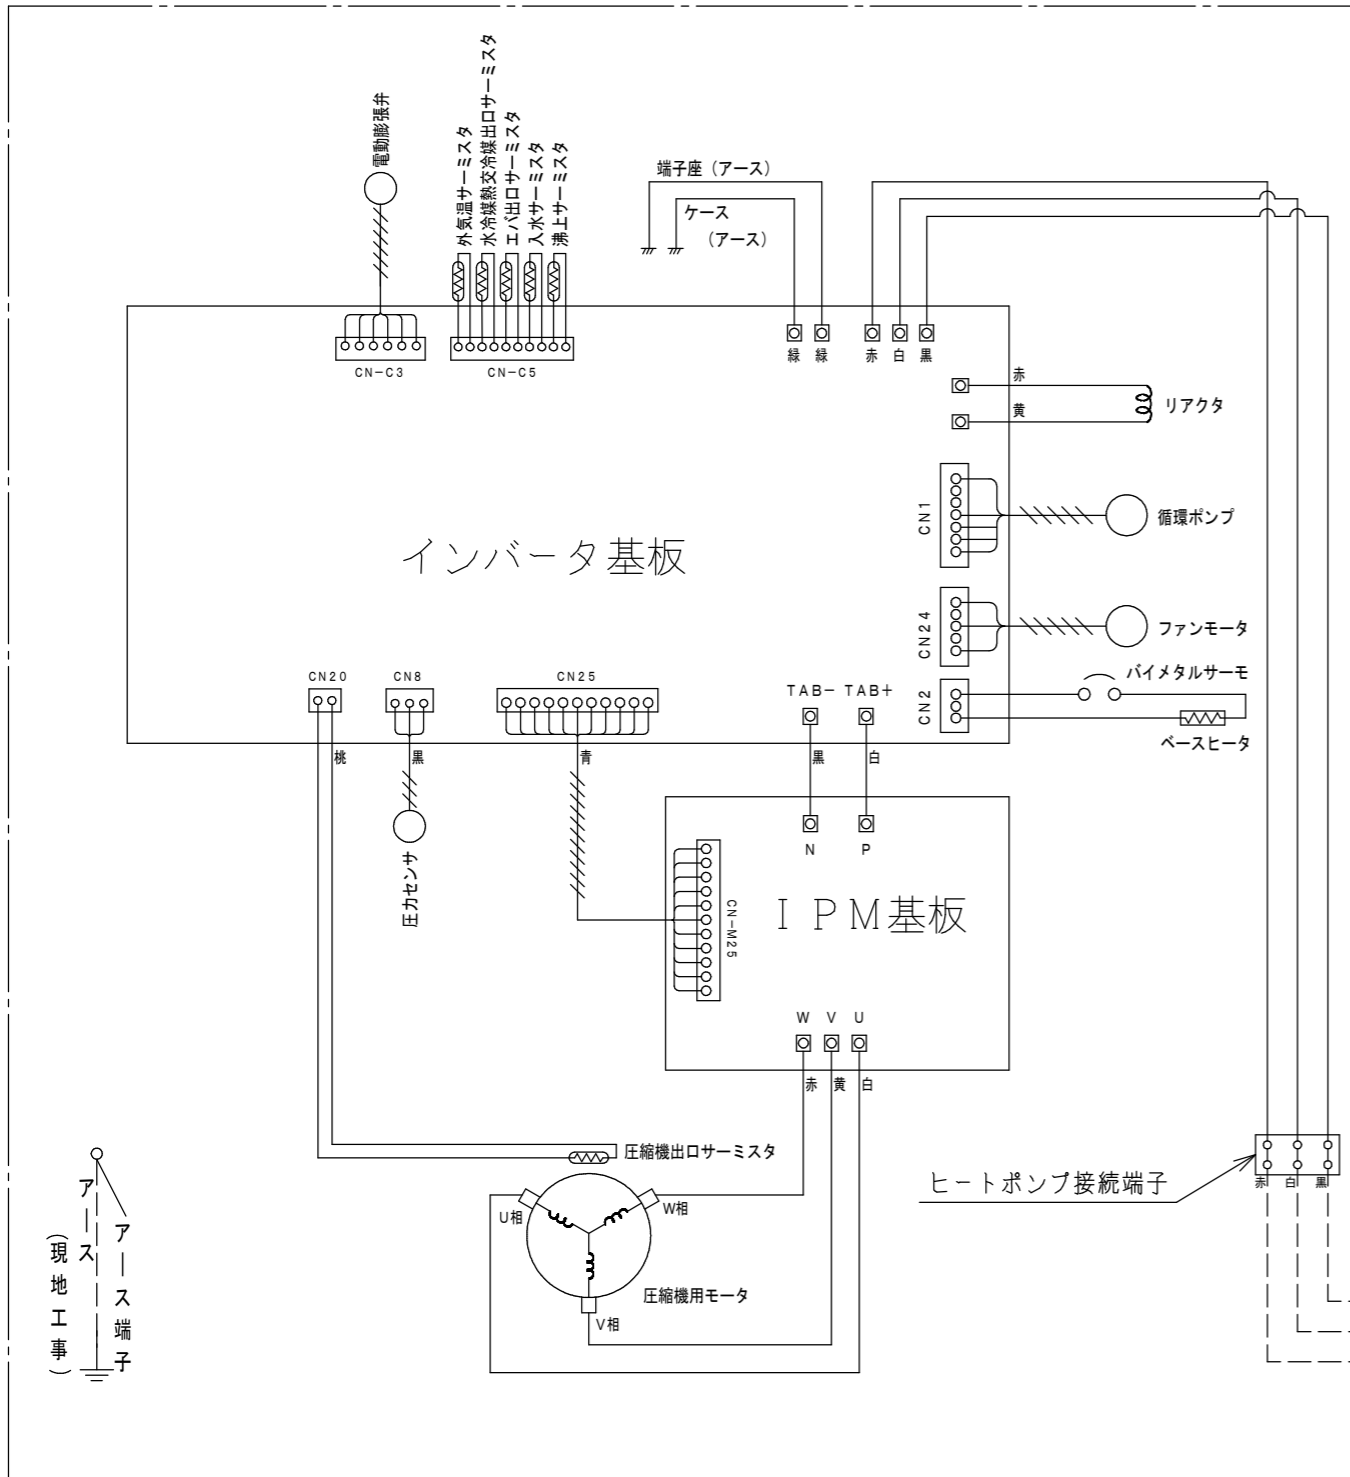 電動膨張弁
外気温サーミスタ
水冷媒熱交冷媒出口サーミスタ
エバ出口サーミスタ
入水サーミスタ
沸上サーミスタ
端子座（アース）
ケース
（アース）
CN-C3
CN-C5
緑
緑
赤
白
黒
赤
黄
リアクタ
CN1
循環ポンプ
インバータ基板
CN24
ファンモータ
CN20
CN8
CN25
TAB-
TAB+
CN2
バイメタルサーモ
ベースヒータ
桃
黒
青
黒
白
圧力センサ
N
P
CN-M25
IPM基板
W
V
U
赤
黄
白
圧縮機出口サーミスタ
U相
W相
V相
圧縮機用モータ
ヒートポンプ接続端子
赤
白
黒
アース
（現地工事）
アース端子